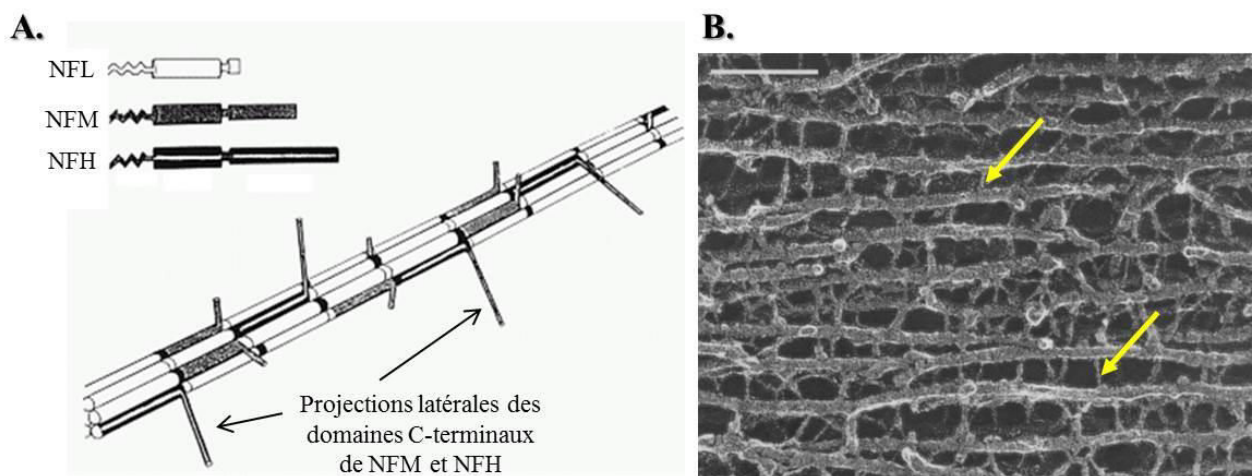 A.
NFL
NFM
NFH
Projections latérales des
domaines C-terminaux
de NFM et NFH
B.